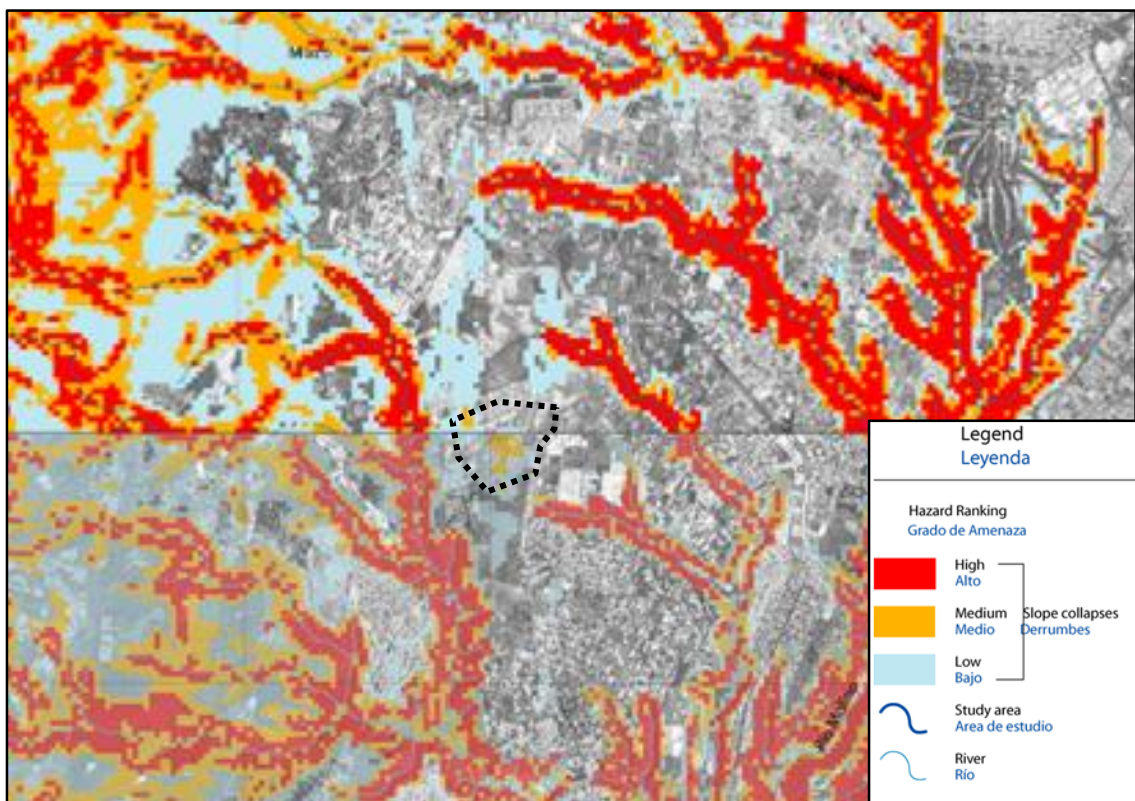 Legend
Leyenda
Hazard Ranking
Grado de Amenaza
High
Alto
Medium Slope collapses
Medio Derrumbes
Low
Bajo
Study area
Area de estudio
River
Río